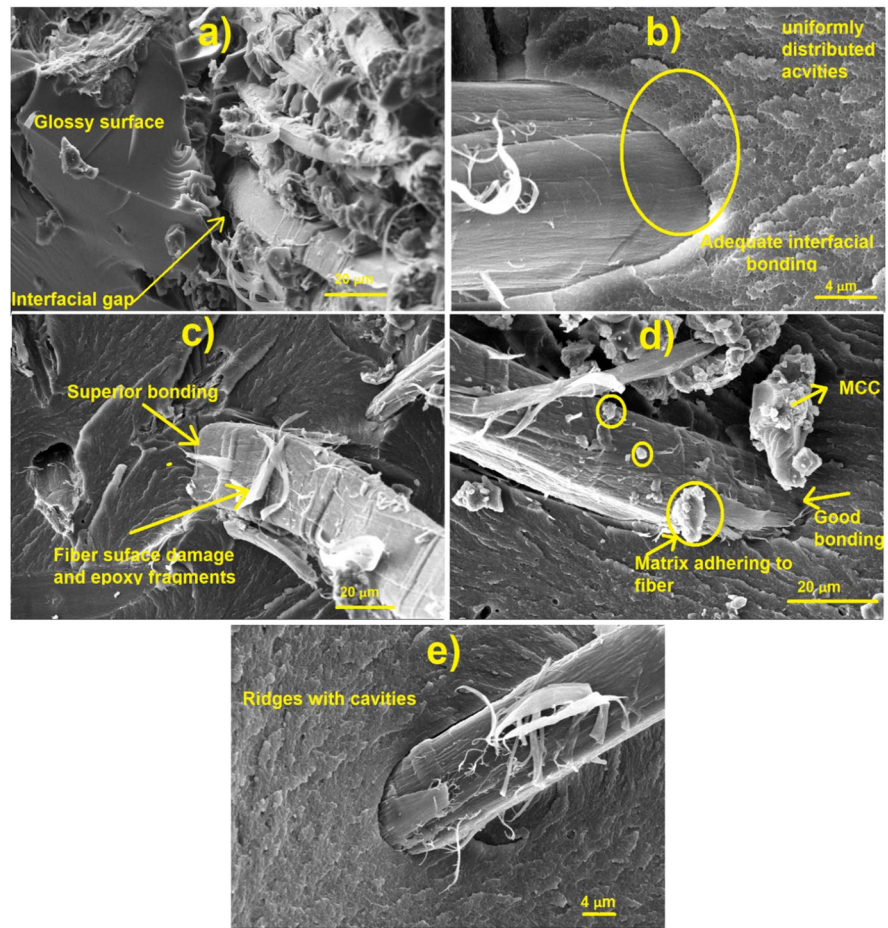 a)
Glossy surface
Interfacial gap
20 μm
b)
uniformly
distributed
acvities
Adequate interfacial
bonding
4 μm
c)
Superior bonding
Fiber suface damage
and epoxy fragments
20 μm
d)
MCC
Good
bonding
Matrix adhering to
fiber
20 μm
e)
Ridges with cavities
4 μm